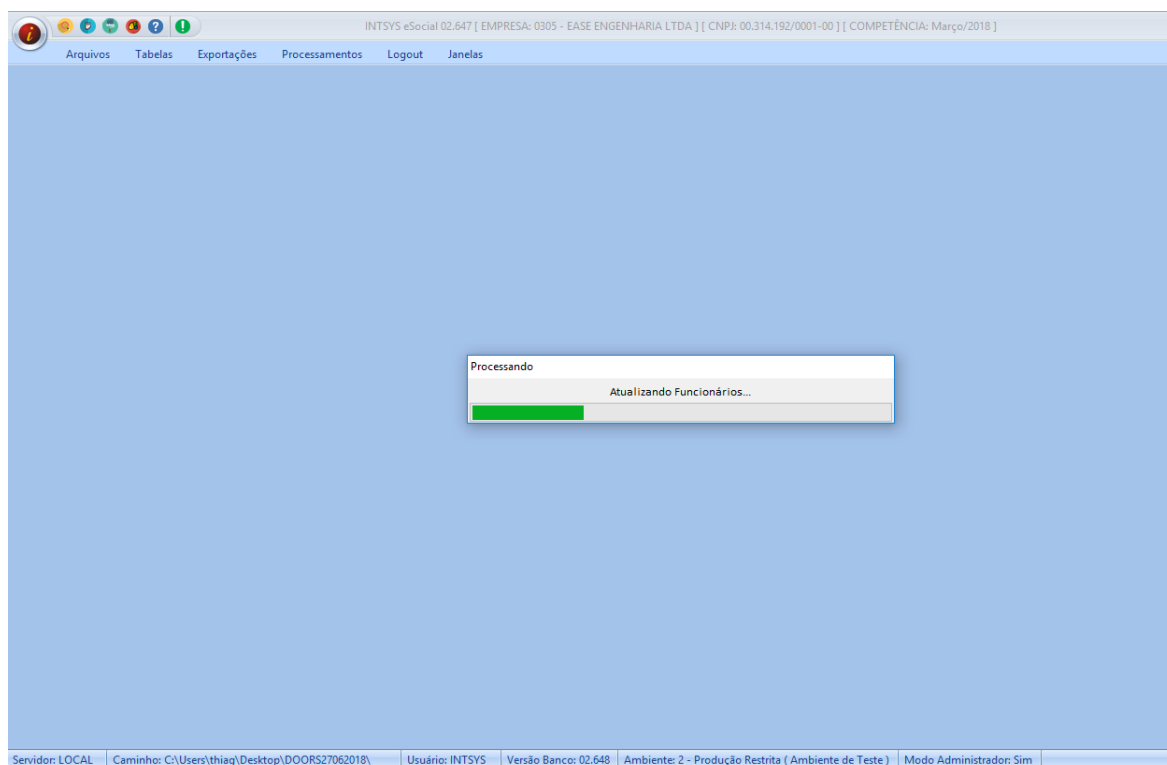 INTSYS eSocial 02.647 [ EMPRESA: 0305 - EASE ENGENHARIA LTDA ] [ CNPJ: 00.314.192/0001-00 ] [ COMPETÊNCIA: Março/2018 ]
Arquivos Tabelas Exportações Processamentos Logout Janelas
Processando
Atualizando Funcionários...
Servidor: LOCAL Caminho: C:\Users\thiag\Desktop\DOORS27062018\ Usuário: INTSYS Versão Banco: 02.648 Ambiente: 2 - Produção Restrita ( Ambiente de Teste ) Modo Administrador: Sim